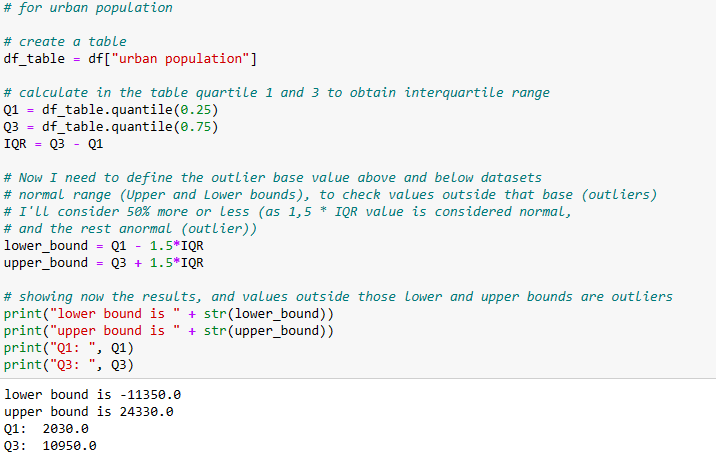 # for urban population
# create a table
df_table = df["urban population"]
# calculate in the table quartile 1 and 3 to obtain interquartile range
Q1 = df_table.quantile(0.25)
Q3 = df_table.quantile(0.75)
IQR = Q3 - Q1
# Now I need to define the outlier base value above and below datasets
# normal range (Upper and Lower bounds), to check values outside that base (outliers)
# I'll consider 50% more or less (as 1,5 * IQR value is considered normal,
# and the rest anormal (outlier))
lower_bound = Q1 - 1.5*IQR
upper_bound = Q3 + 1.5*IQR
# showing now the results, and values outside those lower and upper bounds are outliers
print("lower bound is " + str(lower_bound))
print("upper bound is " + str(upper_bound))
print("Q1: ", Q1)
print("Q3: ", Q3)
lower bound is -11350.0
upper bound is 24330.0
Q1:  2030.0
Q3:  10950.0